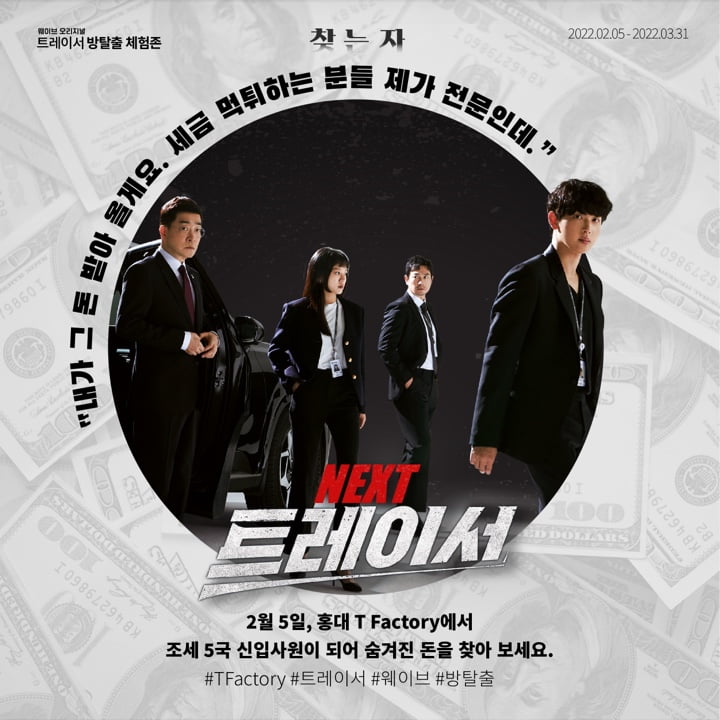 웨이브 오리지널
트레이서 방탈출 체험존
찾는 자
2022.02.05 - 2022.03.31
"내가 그 돈 받아 올게요. 세금 먹튀하는 분들 제가 전문인데."
NEXT
트레이서
2월 5일, 홍대 T Factory에서
조세 5국 신입사원이 되어 숨겨진 돈을 찾아 보세요.
#TFactory #트레이서 #웨이브 #방탈출